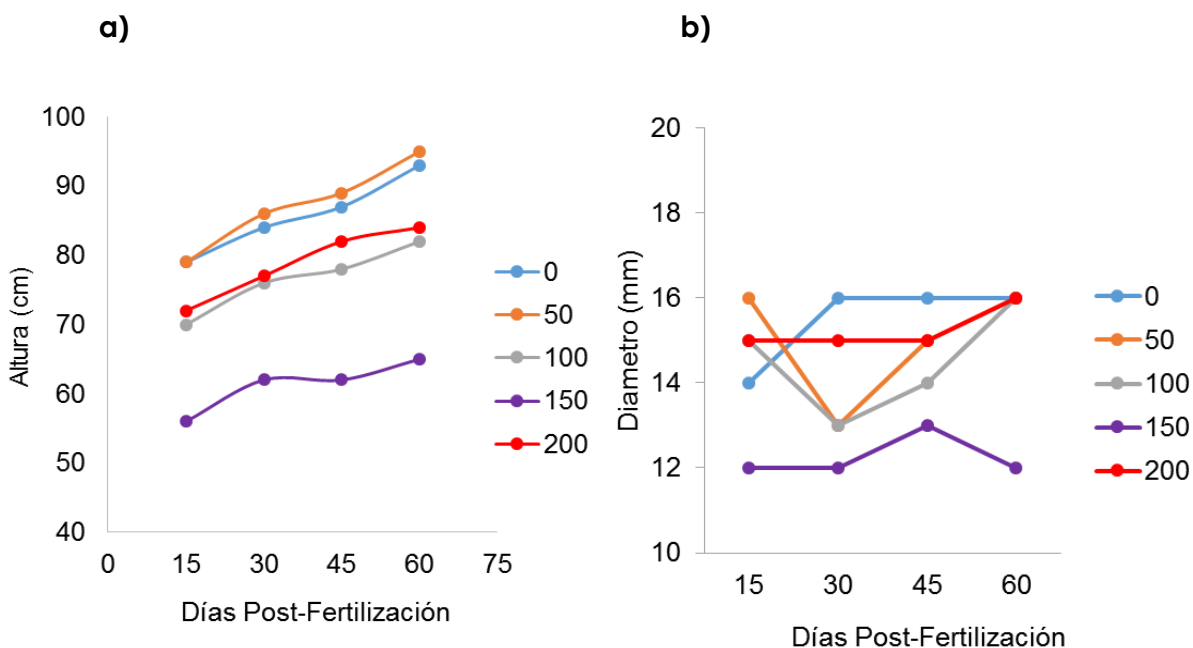 a)
100
90
80
70
60
50
40
0 15 30 45 60 75
Altura (cm)
Días Post-Fertilización
0
50
100
150
200
b)
20
18
16
14
12
10
15 30 45 60
Diametro (mm)
Días Post-Fertilización
0
50
100
150
200